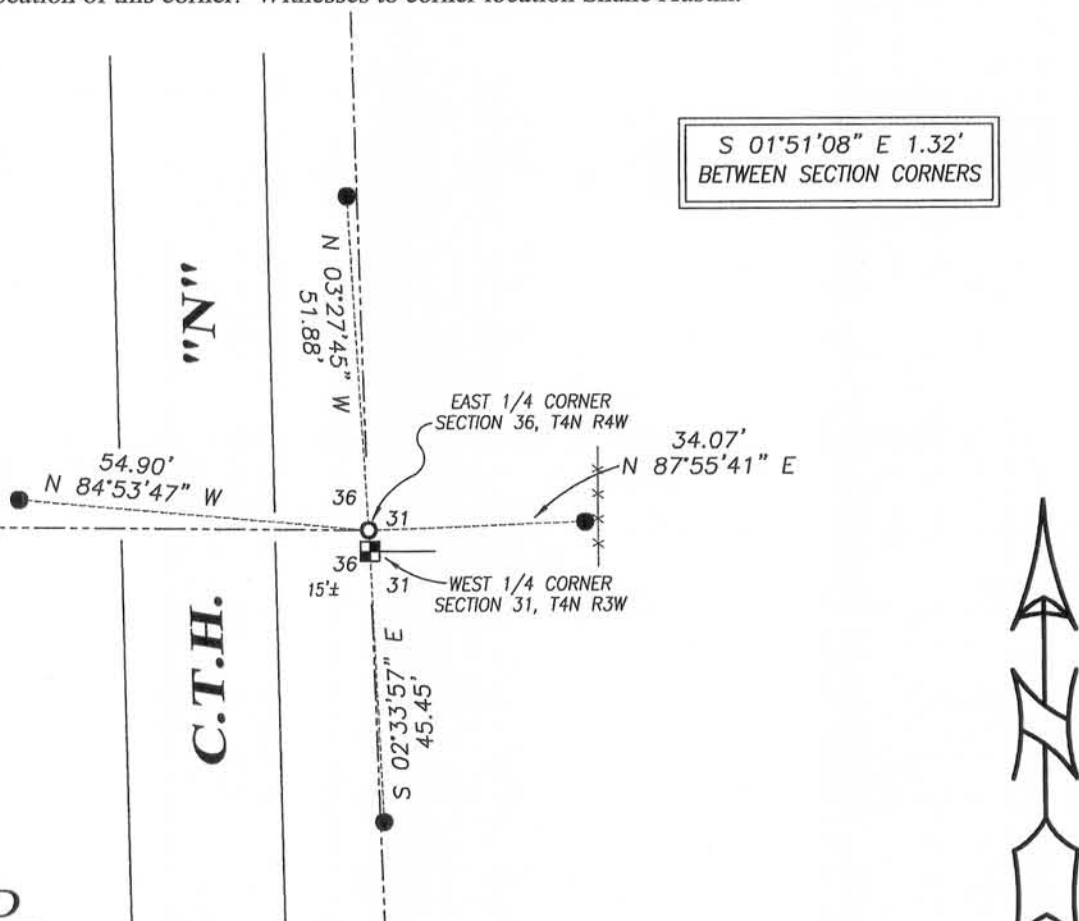 location of this corner. Witnesses to corner location Shane Austin.
S 01°51'08" E 1.32'
BETWEEN SECTION CORNERS
"N"
N 03°27'45" W
51.88'
EAST 1/4 CORNER
SECTION 36, T4N R4W
34.07'
N 87°55'41" E
54.90'
N 84°53'47" W
36
31
36
31
15'±
WEST 1/4 CORNER
SECTION 31, T4N R3W
C.T.H.
S 02°33'57" E
45.45'
N